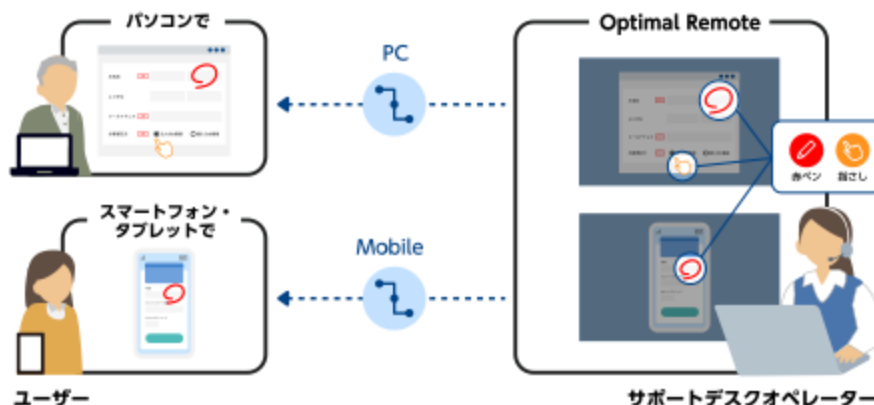 パソコンで
PC
Optimal Remote
赤ペン
指さし
スマートフォン・
タブレットで
Mobile
ユーザー
サポートデスクオペレーター